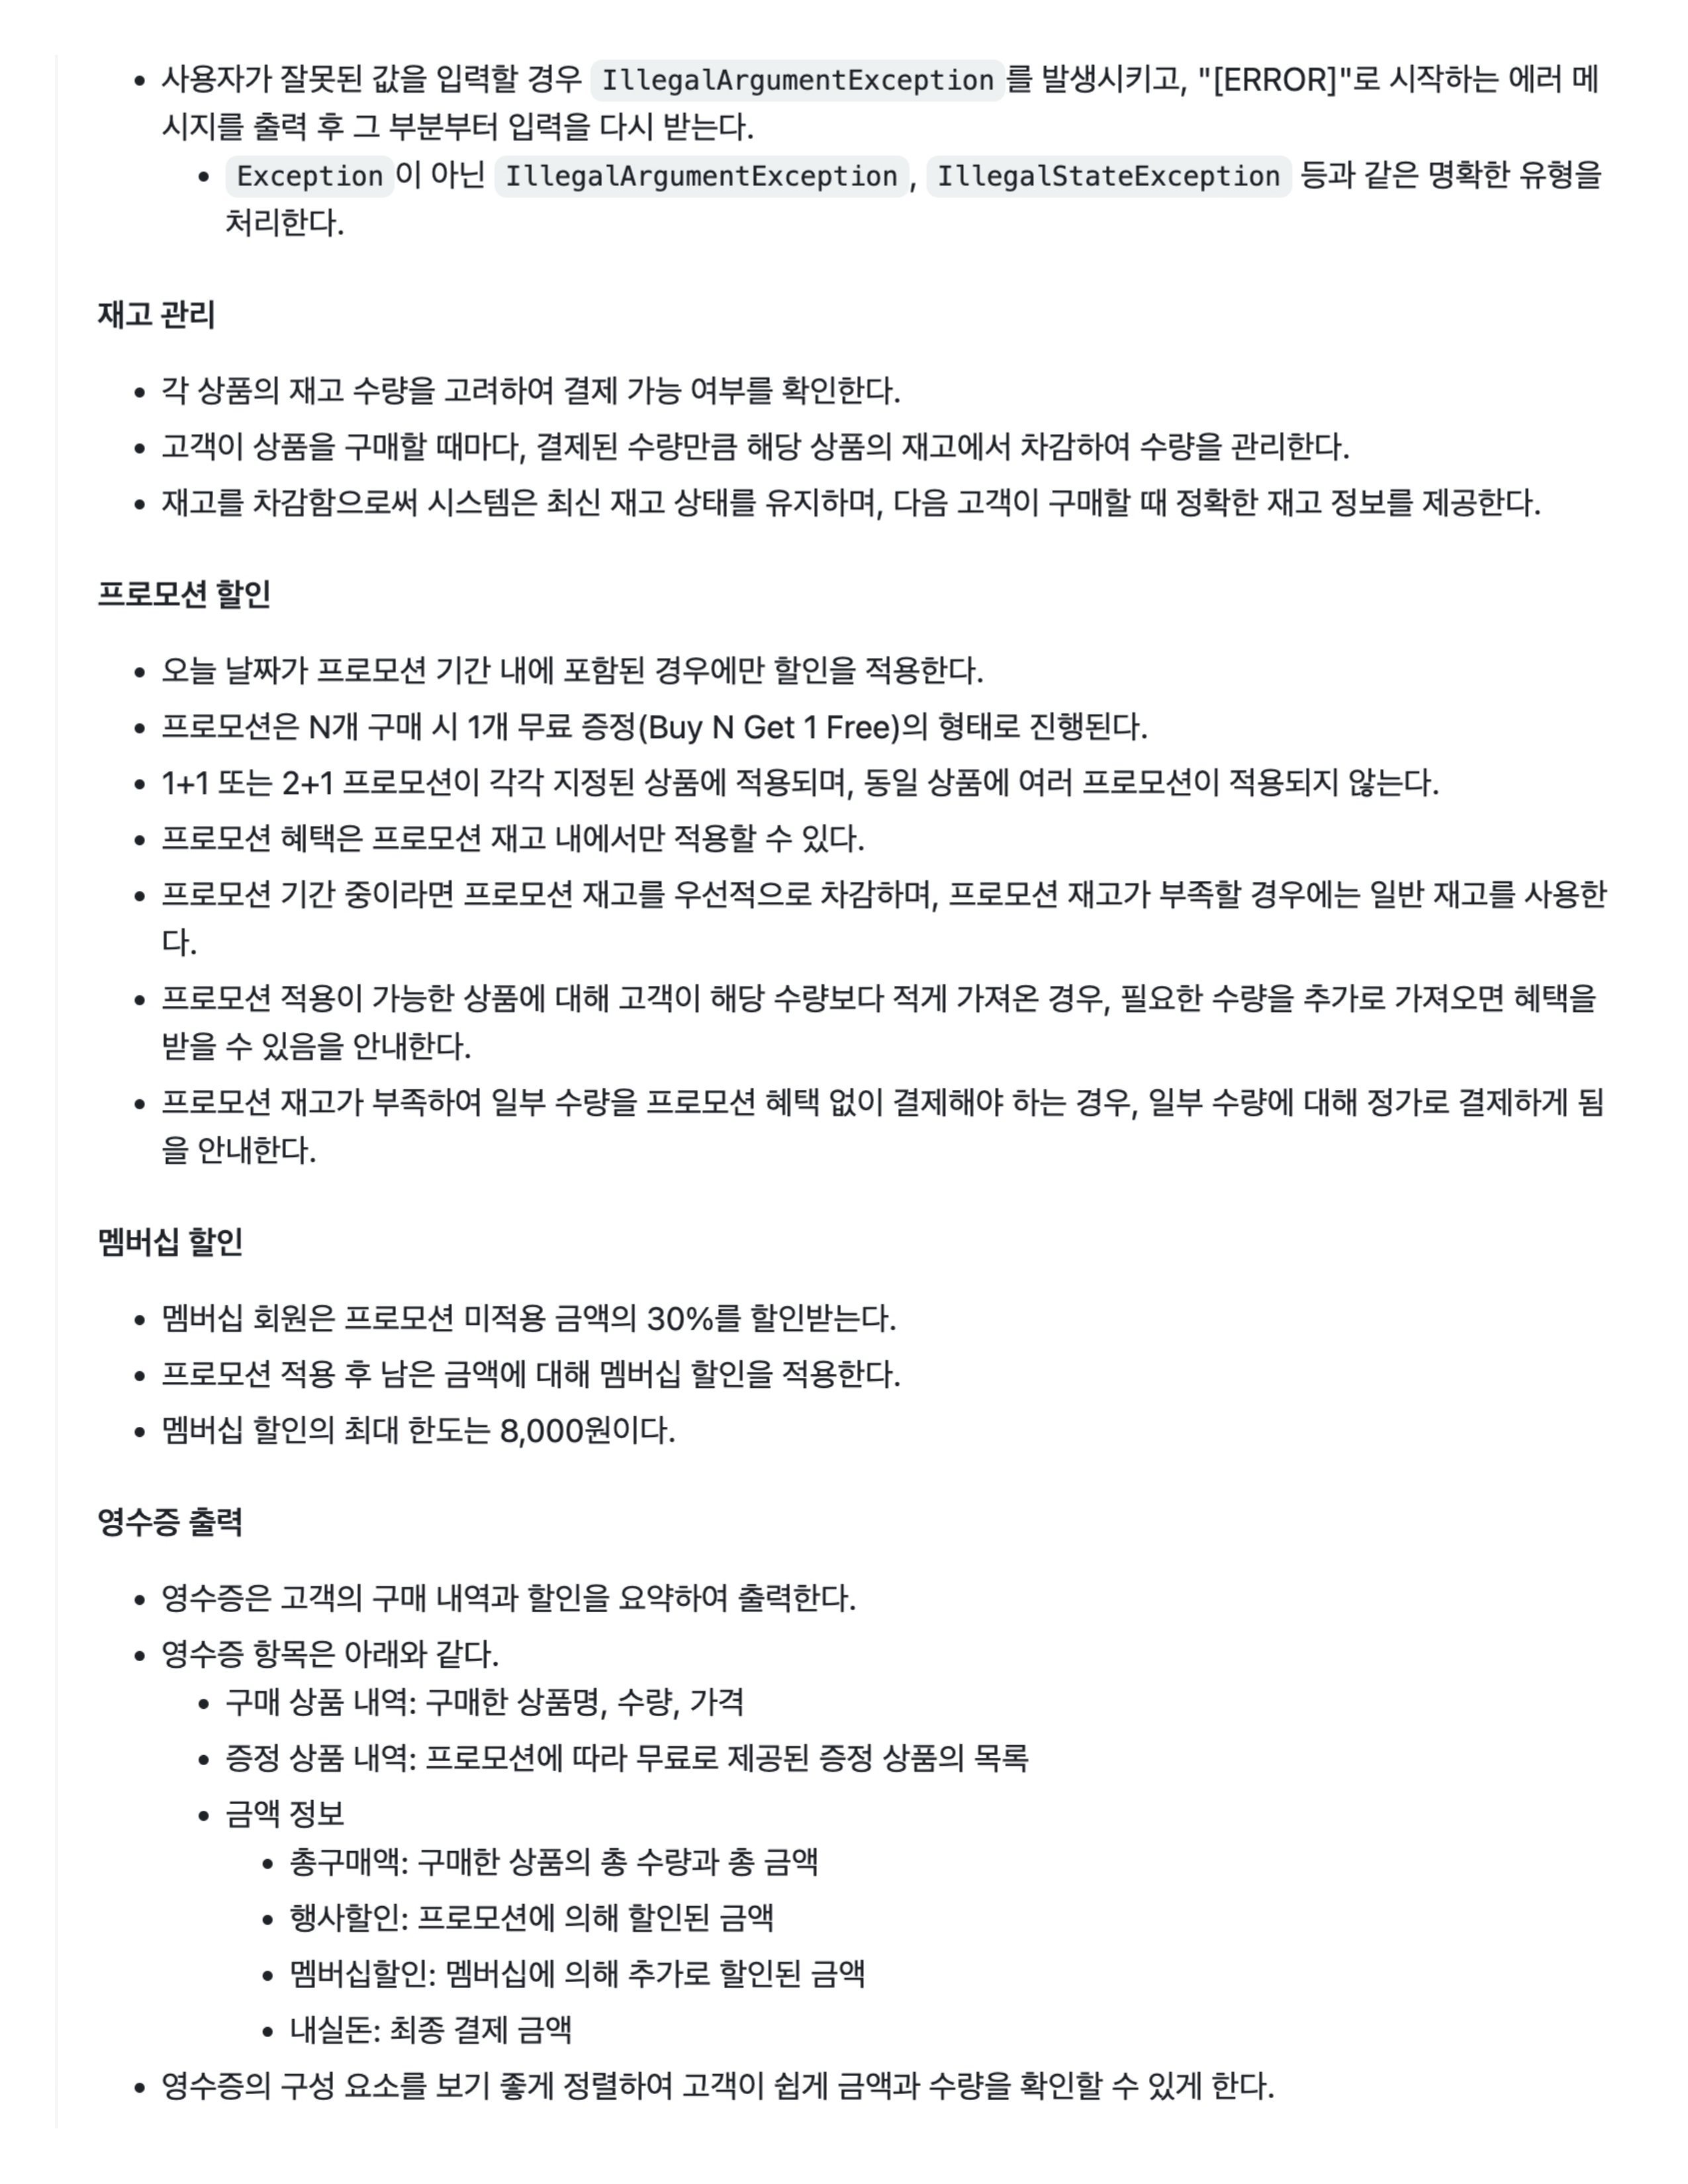 사용자가 잘못된 값을 입력할 경우 IllegalArgumentException를 발생시키고, "[ERROR]"로 시작하는 에러 메
시지를 출력 후 그 부분부터 입력을 다시 받는다.
Exception이 아닌 IllegalArgumentException, IllegalStateException 등과 같은 명확한 유형을
처리한다.
재고 관리
각 상품의 재고 수량을 고려하여 결제 가능 여부를 확인한다.
고객이 상품을 구매할 때마다, 결제된 수량만큼 해당 상품의 재고에서 차감하여 수량을 관리한다.
재고를 차감함으로써 시스템은 최신 재고 상태를 유지하며, 다음 고객이 구매할 때 정확한 재고 정보를 제공한다.
프로모션 할인
오늘 날짜가 프로모션 기간 내에 포함된 경우에만 할인을 적용한다.
프로모션은 N개 구매 시 1개 무료 증정(Buy N Get 1 Free)의 형태로 진행된다.
1+1 또는 2+1 프로모션이 각각 지정된 상품에 적용되며, 동일 상품에 여러 프로모션이 적용되지 않는다.
프로모션 혜택은 프로모션 재고 내에서만 적용할 수 있다.
프로모션 기간 중이라면 프로모션 재고를 우선적으로 차감하며, 프로모션 재고가 부족할 경우에는 일반 재고를 사용한
다.
프로모션 적용이 가능한 상품에 대해 고객이 해당 수량보다 적게 가져온 경우, 필요한 수량을 추가로 가져오면 혜택을
받을 수 있음을 안내한다.
프로모션 재고가 부족하여 일부 수량을 프로모션 혜택 없이 결제해야 하는 경우, 일부 수량에 대해 정가로 결제하게 됨
을 안내한다.
멤버십 할인
멤버십 회원은 프로모션 미적용 금액의 30%를 할인받는다.
프로모션 적용 후 남은 금액에 대해 멤버십 할인을 적용한다.
멤버십 할인의 최대 한도는 8,000원이다.
영수증 출력
영수증은 고객의 구매 내역과 할인을 요약하여 출력한다.
영수증 항목은 아래와 같다.
구매 상품 내역: 구매한 상품명, 수량, 가격
증정 상품 내역: 프로모션에 따라 무료로 제공된 증정 상품의 목록
금액 정보
총구매액: 구매한 상품의 총 수량과 총 금액
행사할인: 프로모션에 의해 할인된 금액
멤버십할인: 멤버십에 의해 추가로 할인된 금액
내실돈: 최종 결제 금액
영수증의 구성 요소를 보기 좋게 정렬하여 고객이 쉽게 금액과 수량을 확인할 수 있게 한다.